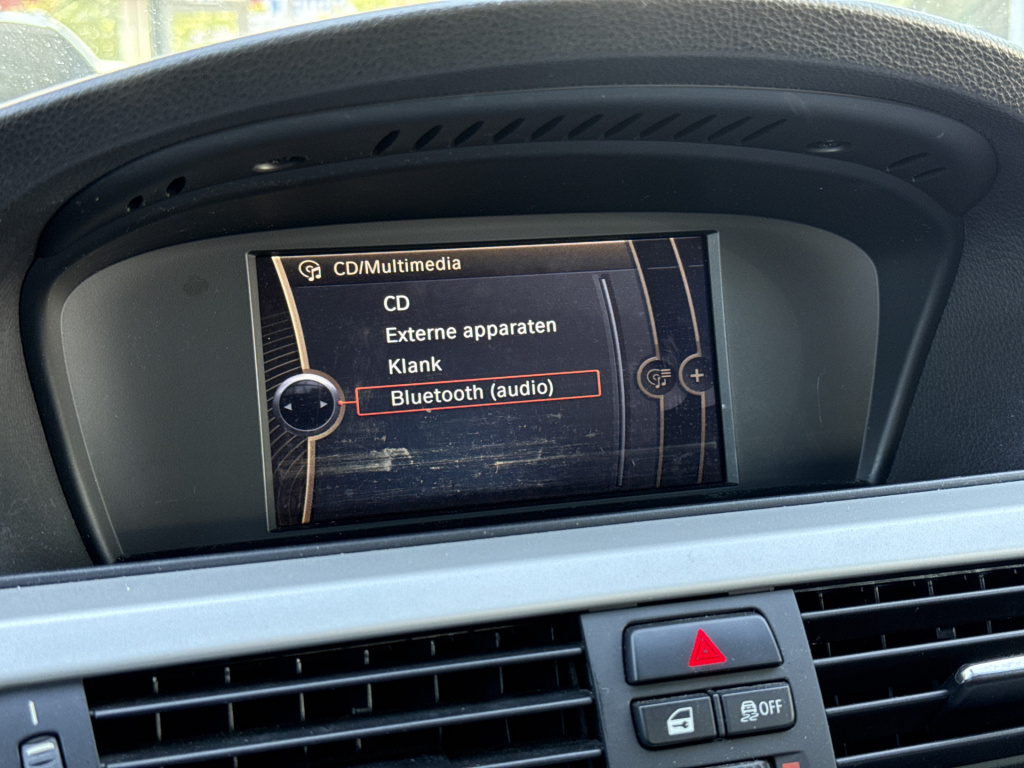 CD/Multimedia
CD
Externe apparaten
Klank
Bluetooth (audio)
OFF